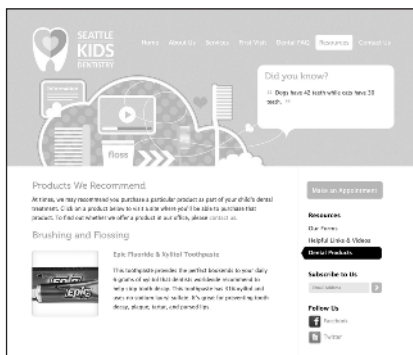 SEATTLE
KIDS
DENTISTRY
Home About Us Services First Visit Dental FAQ Resources Contact Us
Information
Did you know?
“ Dogs have 42 teeth while cats have 30
teeth. ”
floss
Products We Recommend
At times, we may recommend you purchase a particular product as part of your child's dental
treatment. Click on a product below to visit a site where you'll be able to purchase that
product. To find out whether we offer a product in our office, please contact us.
Brushing and Flossing
Epic Fluoride & Xylitol Toothpaste
This toothpaste provides the perfect bookends to your daily
6 grams of xylitol that dentists worldwide recommend to
help stop tooth decay. This toothpaste has xylitol and
uses no sodium laurel sulfate. It's great for preventing tooth
decay, plaque, tartar, and
epic
Make an Appointment
Resources
Our Forms
Helpful Links & Videos
Dental Products
Subscribe to Us
Email Address
Follow Us
Facebook
Twitter